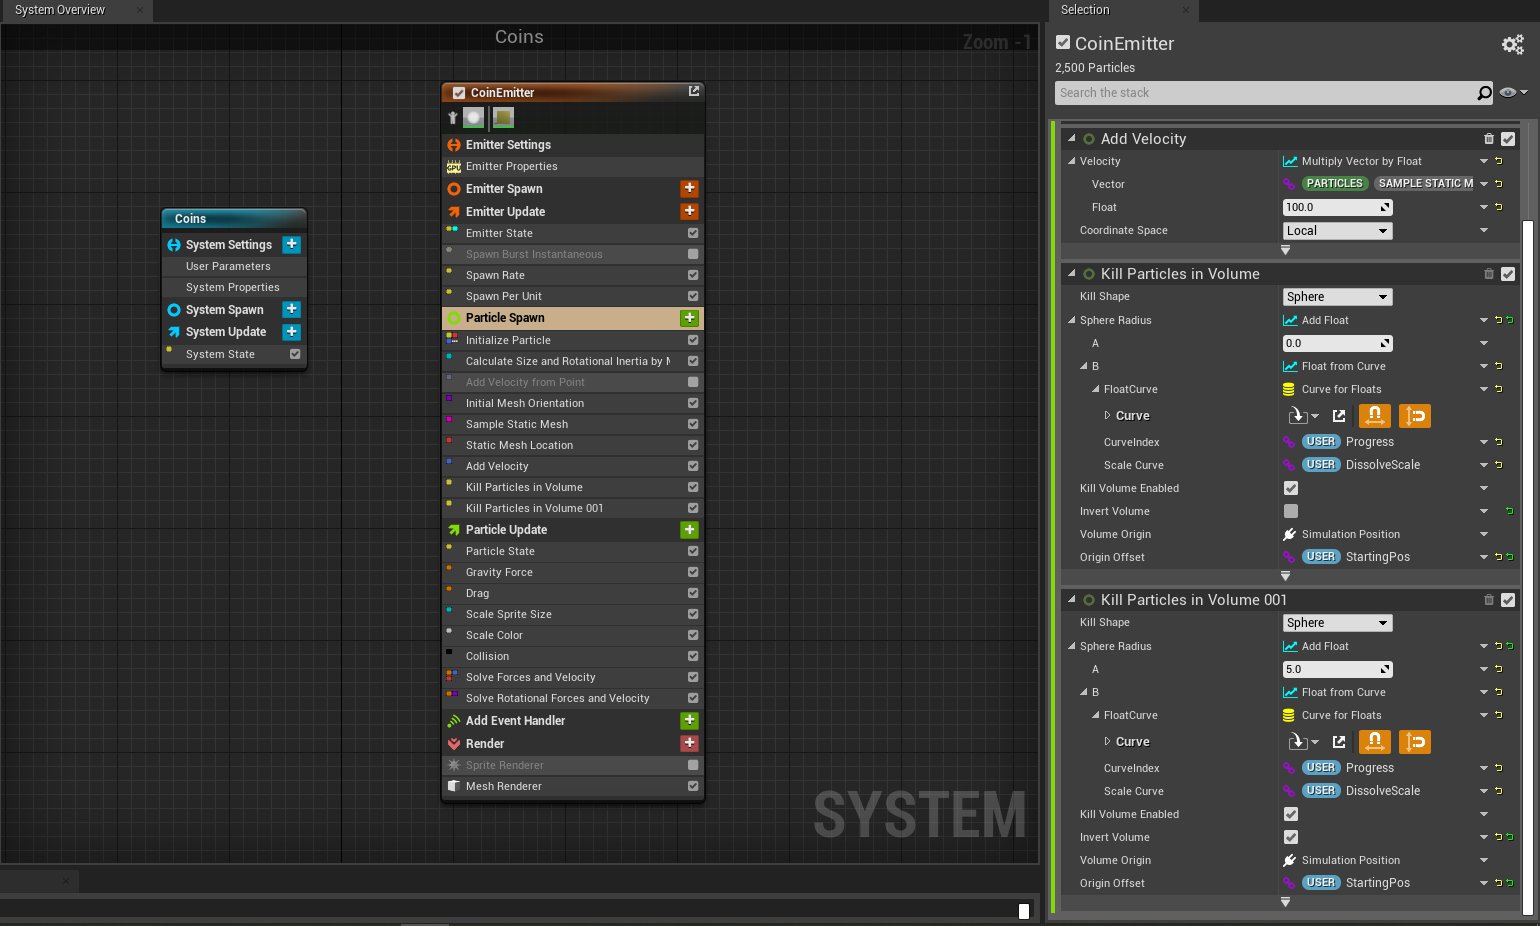 System Overview
Coins
Zoom -1
Coins
System Settings
User Parameters
System Properties
System Spawn
System Update
System State
CoinEmitter
Emitter Settings
CPU Emitter Properties
Emitter Spawn
Emitter Update
Emitter State
Spawn Burst Instantaneous
Spawn Rate
Spawn Per Unit
Particle Spawn
Initialize Particle
Calculate Size and Rotational Inertia by M
Add Velocity from Point
Initial Mesh Orientation
Sample Static Mesh
Static Mesh Location
Add Velocity
Kill Particles in Volume
Kill Particles in Volume 001
Particle Update
Particle State
Gravity Force
Drag
Scale Sprite Size
Scale Color
Collision
Solve Forces and Velocity
Solve Rotational Forces and Velocity
Add Event Handler
Render
Sprite Renderer
Mesh Renderer
SYSTEM
Selection
CoinEmitter
2,500 Particles
Search the stack
Add Velocity
Velocity Multiply Vector by Float
Vector PARTICLES SAMPLE STATIC M
Float 100.0
Coordinate Space Local
Kill Particles in Volume
Kill Shape Sphere
Sphere Radius Add Float
A 0.0
B Float from Curve
FloatCurve Curve for Floats
Curve
CurveIndex USER Progress
Scale Curve USER DissolveScale
Kill Volume Enabled
Invert Volume
Volume Origin Simulation Position
Origin Offset USER StartingPos
Kill Particles in Volume 001
Kill Shape Sphere
Sphere Radius Add Float
A 5.0
B Float from Curve
FloatCurve Curve for Floats
Curve
CurveIndex USER Progress
Scale Curve USER DissolveScale
Kill Volume Enabled
Invert Volume
Volume Origin Simulation Position
Origin Offset USER StartingPos